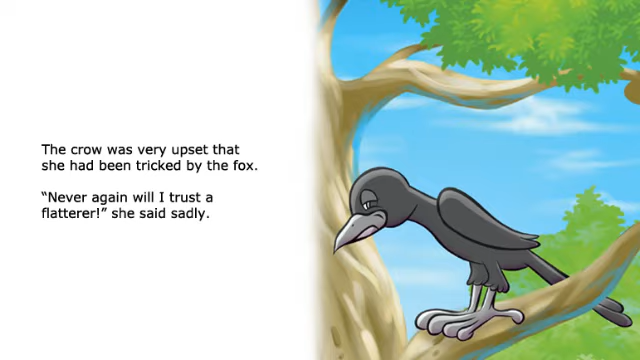 The crow was very upset that
she had been tricked by the fox.
“Never again will I trust a
flatterer!” she said sadly.